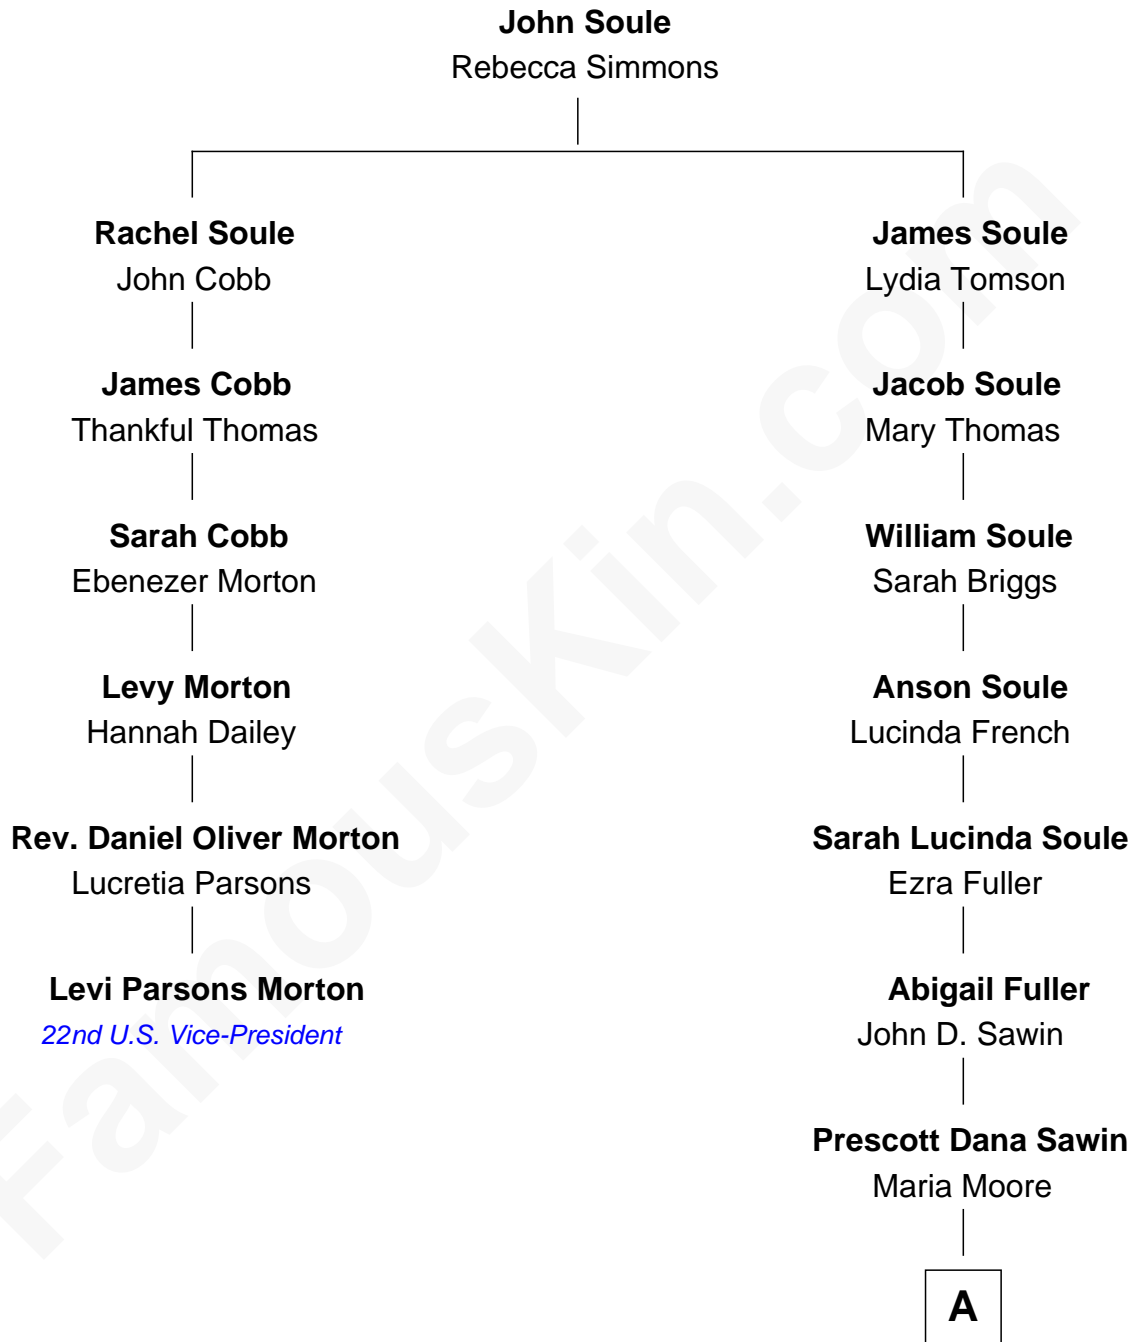 John Soule
Rebecca Simmons
Rachel Soule
John Cobb
James Soule
Lydia Tomson
James Cobb
Thankful Thomas
Jacob Soule
Mary Thomas
Sarah Cobb
Ebenezer Morton
William Soule
Sarah Briggs
Levy Morton
Hannah Dailey
Anson Soule
Lucinda French
Rev. Daniel Oliver Morton
Lucretia Parsons
Sarah Lucinda Soule
Ezra Fuller
Levi Parsons Morton
22nd U.S. Vice-President
Abigail Fuller
John D. Sawin
Prescott Dana Sawin
Maria Moore
A
FamousKin.com